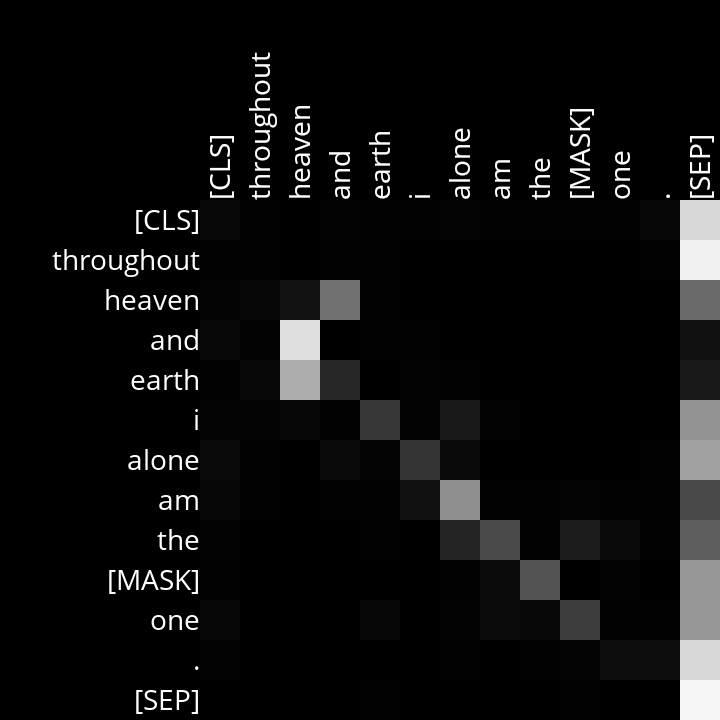 [CLS]
throughout
heaven
and
earth
i
alone
am
the
[MASK]
one
.
[SEP]
[CLS]
throughout
heaven
and
earth
i
alone
am
the
[MASK]
one
.
[SEP]